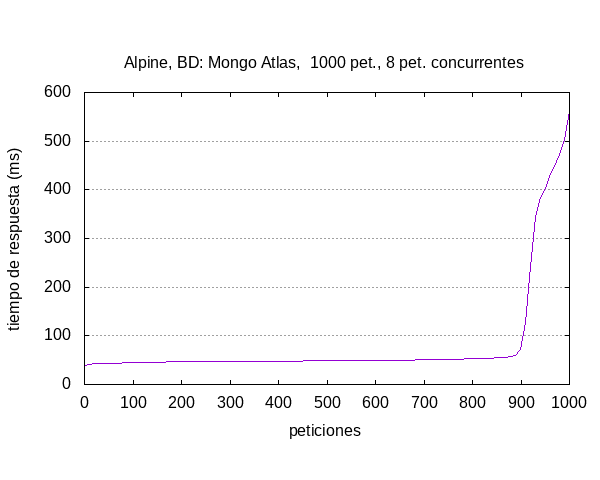 Alpine, BD: Mongo Atlas,  1000 pet., 8 pet. concurrentes
600
500
400
300
200
100
0
tiempo de respuesta (ms)
0 100 200 300 400 500 600 700 800 900 1000
peticiones